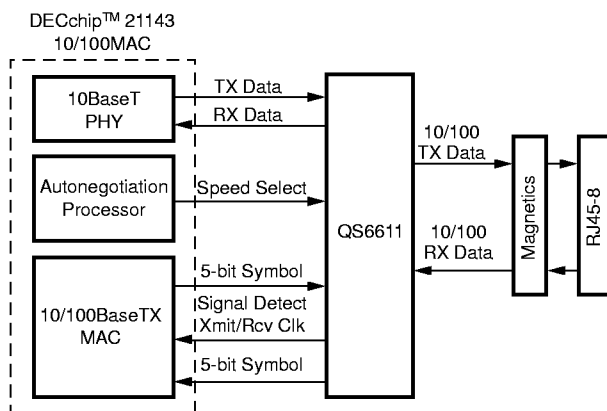 DECchip™ 21143
10/100MAC
10BaseT
PHY
TX Data
RX Data
Autonegotiation
Processor
Speed Select
10/100BaseTX
MAC
5-bit Symbol
Signal Detect
Xmit/Rcv Clk
5-bit Symbol
QS6611
10/100
TX Data
10/100
RX Data
Magnetics
RJ45-8